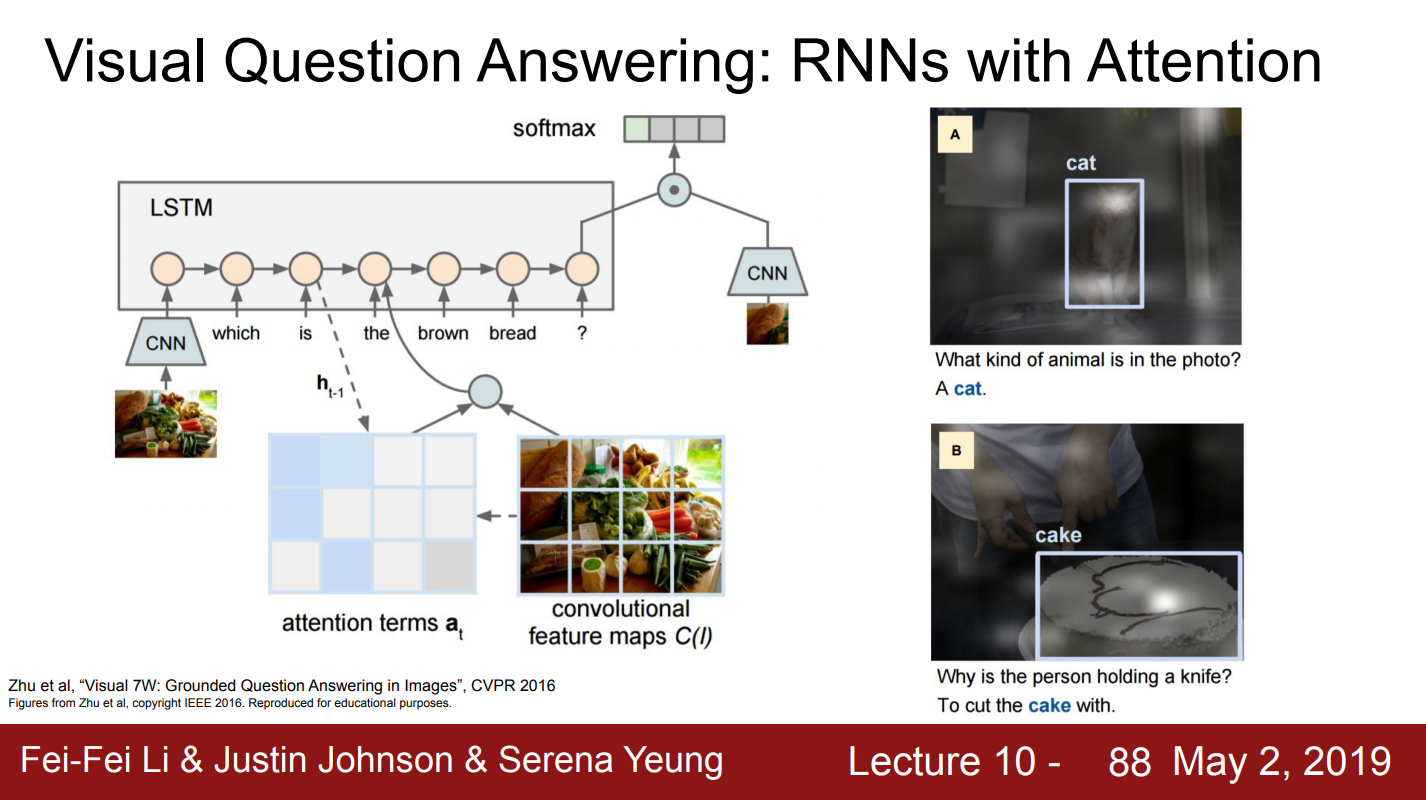 Visual Question Answering: RNNs with Attention
softmax
LSTM
CNN
which is the brown bread ?
CNN
h t-1
attention terms a t
convolutional
feature maps C(I)
A
cat
What kind of animal is in the photo?
A cat.
B
cake
Why is the person holding a knife?
To cut the cake with.
Zhu et al, “Visual 7W: Grounded Question Answering in Images”, CVPR 2016
Figures from Zhu et al, copyright IEEE 2016. Reproduced for educational purposes.
Fei-Fei Li & Justin Johnson & Serena Yeung
Lecture 10 - 88 May 2, 2019